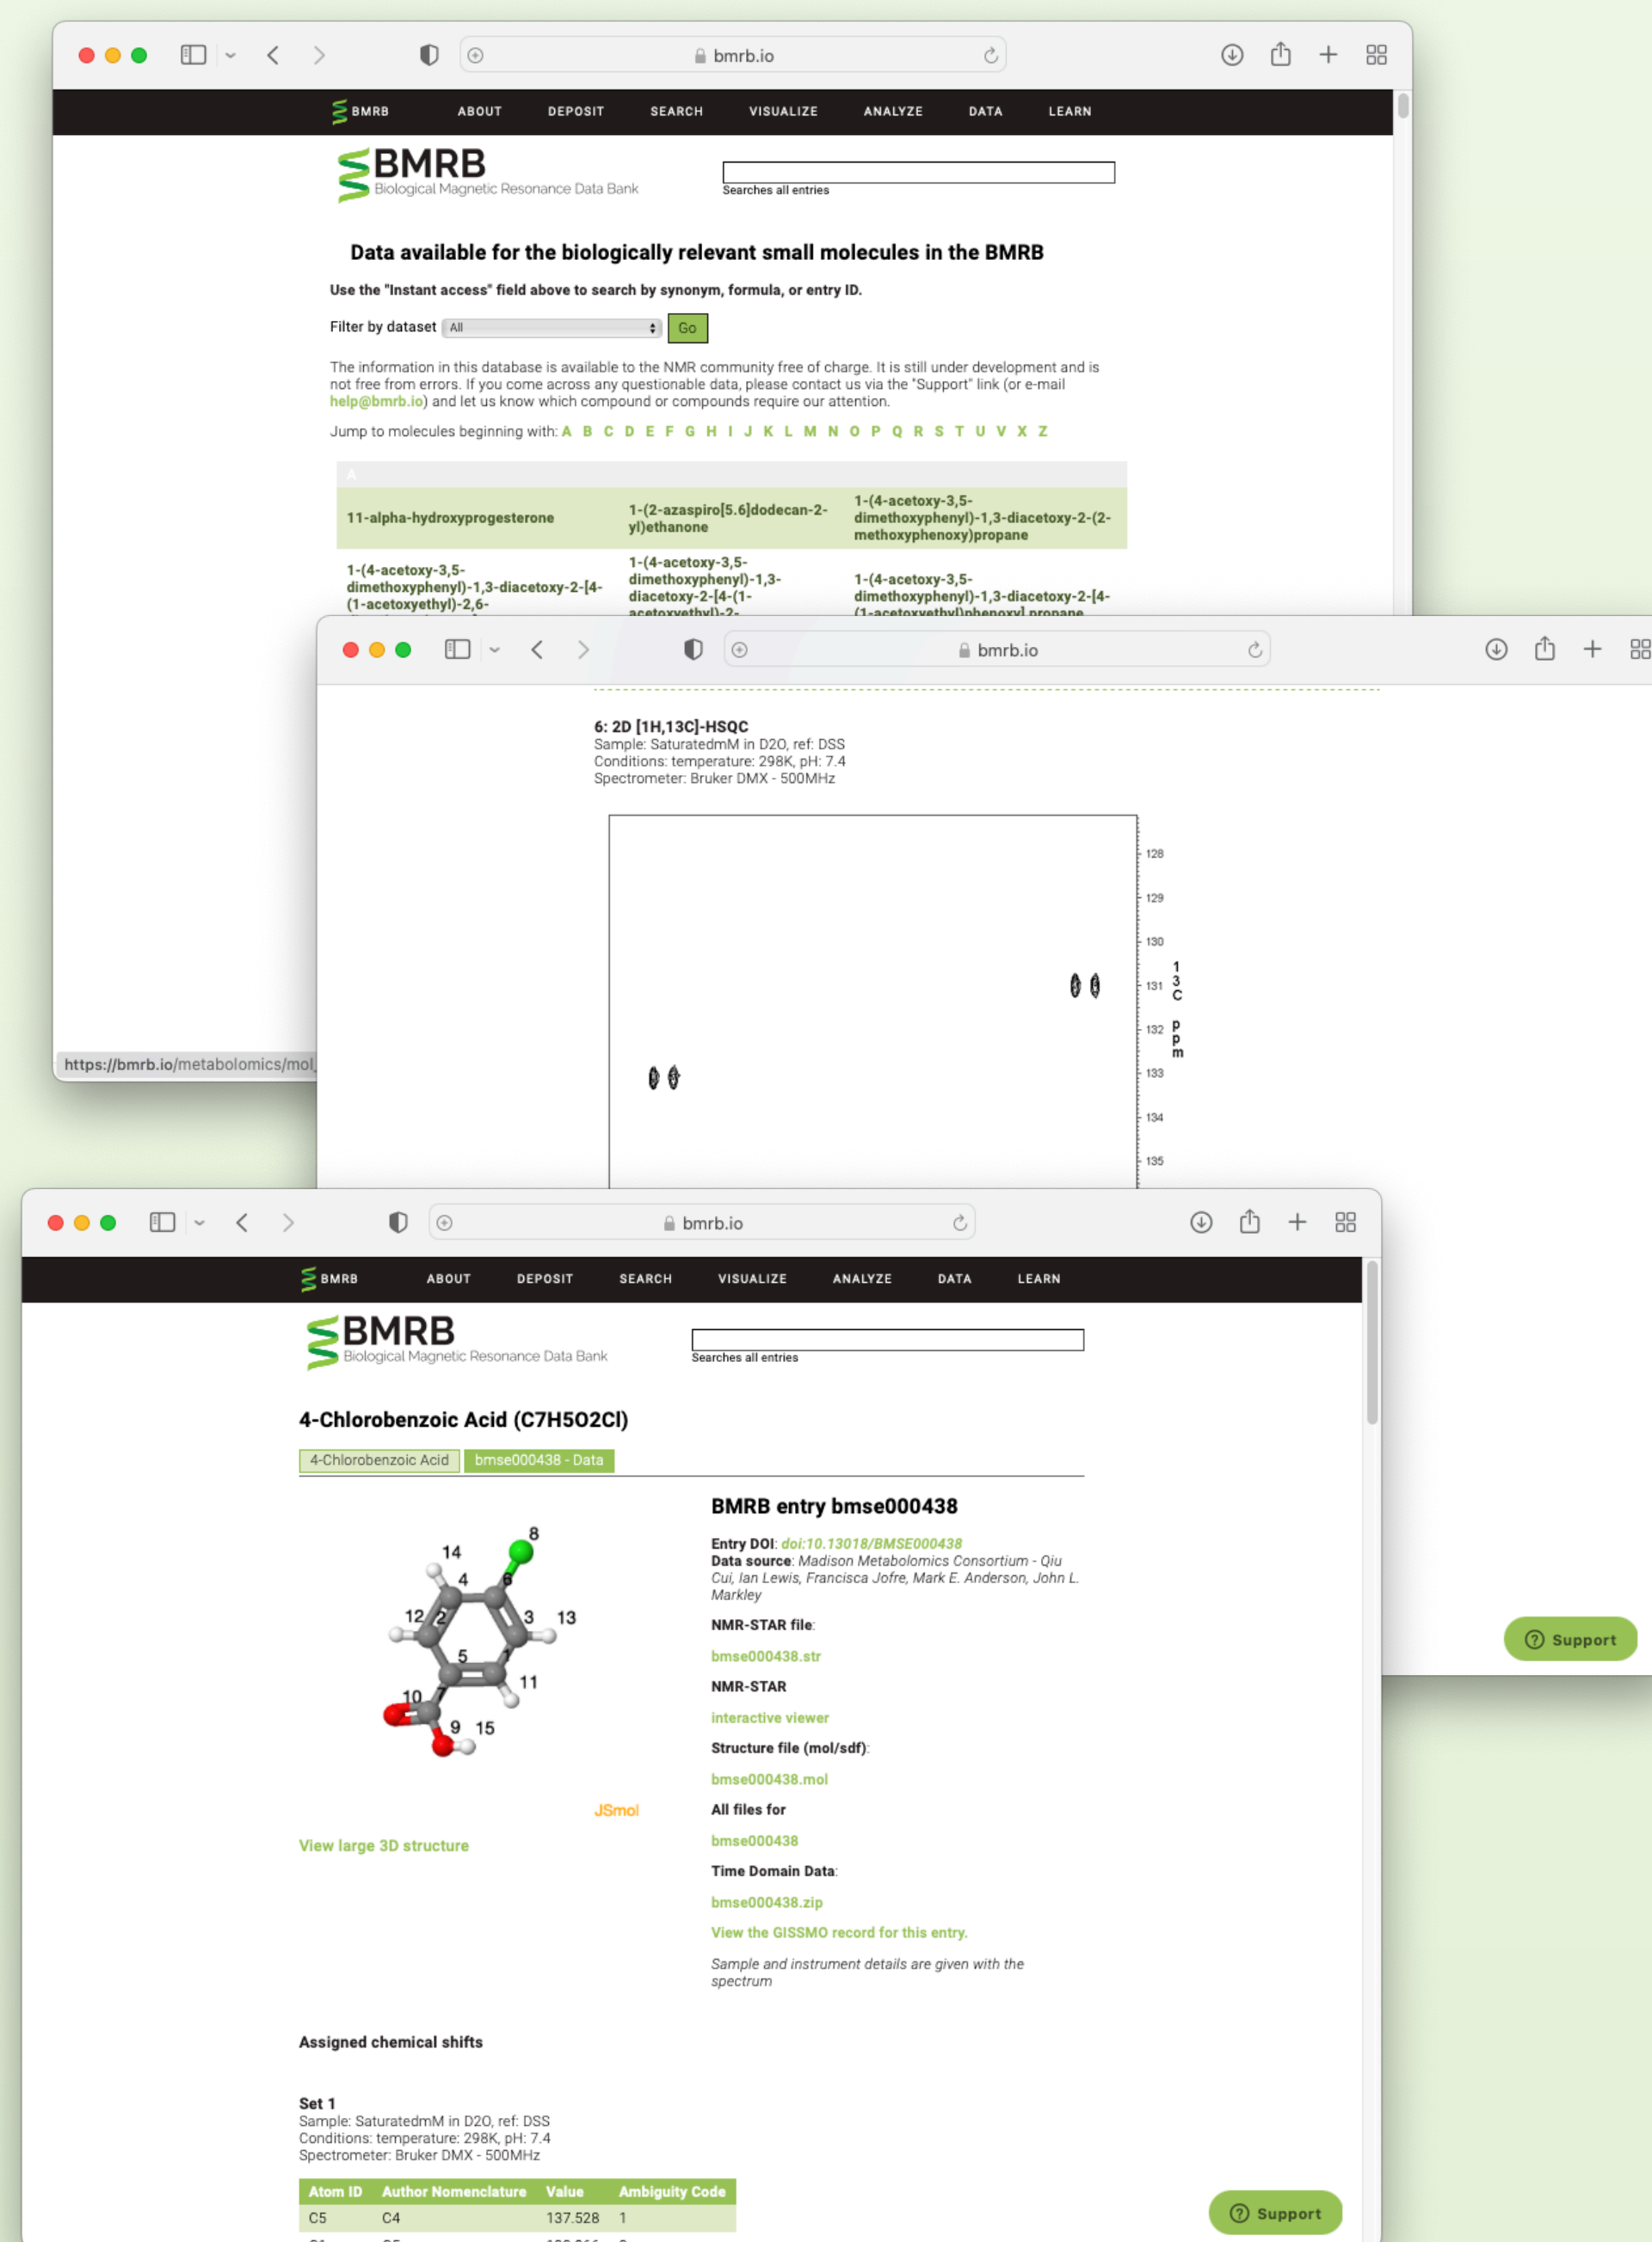 bmrb.io
BMRB ABOUT DEPOSIT SEARCH VISUALIZE ANALYZE DATA LEARN
BMRB
Biological Magnetic Resonance Data Bank
Searches all entries
Data available for the biologically relevant small molecules in the BMRB
Use the "Instant access" field above to search by synonym, formula, or entry ID.
Filter by dataset All Go
The information in this database is available to the NMR community free of charge. It is still under development and is
not free from errors. If you come across any questionable data, please contact us via the "Support" link (or e-mail
help@bmrb.io) and let us know which compound or compounds require our attention.
Jump to molecules beginning with: A B C D E F G H I J K L M N O P Q R S T U V X Z
A
11-alpha-hydroxyprogesterone
1-(2-azaspiro[5.6]dodecan-2-
yl)ethanone
1-(4-acetoxy-3,5-
dimethoxyphenyl)-1,3-diacetoxy-2-(2-
methoxyphenoxy)propane
1-(4-acetoxy-3,5-
dimethoxyphenyl)-1,3-diacetoxy-2-[4-
(1-acetoxyethyl)-2,6-
1-(4-acetoxy-3,5-
dimethoxyphenyl)-1,3-
diacetoxy-2-[4-(1-
acetoxyethyl)-2-
1-(4-acetoxy-3,5-
dimethoxyphenyl)-1,3-diacetoxy-2-[4-
(1-acetoxyethyl)phenoxy] propane
https://bmrb.io/metabolomics/mol_
bmrb.io
6: 2D [1H,13C]-HSQC
Sample: SaturatedmM in D2O, ref: DSS
Conditions: temperature: 298K, pH: 7.4
Spectrometer: Bruker DMX - 500MHz
128
129
130
131
132
133
134
135
13C ppm
Support
bmrb.io
BMRB ABOUT DEPOSIT SEARCH VISUALIZE ANALYZE DATA LEARN
BMRB
Biological Magnetic Resonance Data Bank
Searches all entries
4-Chlorobenzoic Acid (C7H5O2Cl)
4-Chlorobenzoic Acid bmse000438 - Data
8
14
4 6
12 2 3 13
5 1
11
10 7
9 15
JSmol
View large 3D structure
BMRB entry bmse000438
Entry DOI: doi:10.13018/BMSE000438
Data source: Madison Metabolomics Consortium - Qiu
Cui, Ian Lewis, Francisca Jofre, Mark E. Anderson, John L.
Markley
NMR-STAR file:
bmse000438.str
NMR-STAR
interactive viewer
Structure file (mol/sdf):
bmse000438.mol
All files for
bmse000438
Time Domain Data:
bmse000438.zip
View the GISSMO record for this entry.
Sample and instrument details are given with the
spectrum
Assigned chemical shifts
Set 1
Sample: SaturatedmM in D2O, ref: DSS
Conditions: temperature: 298K, pH: 7.4
Spectrometer: Bruker DMX - 500MHz
Atom ID Author Nomenclature Value Ambiguity Code
C5 C4 137.528 1
Support